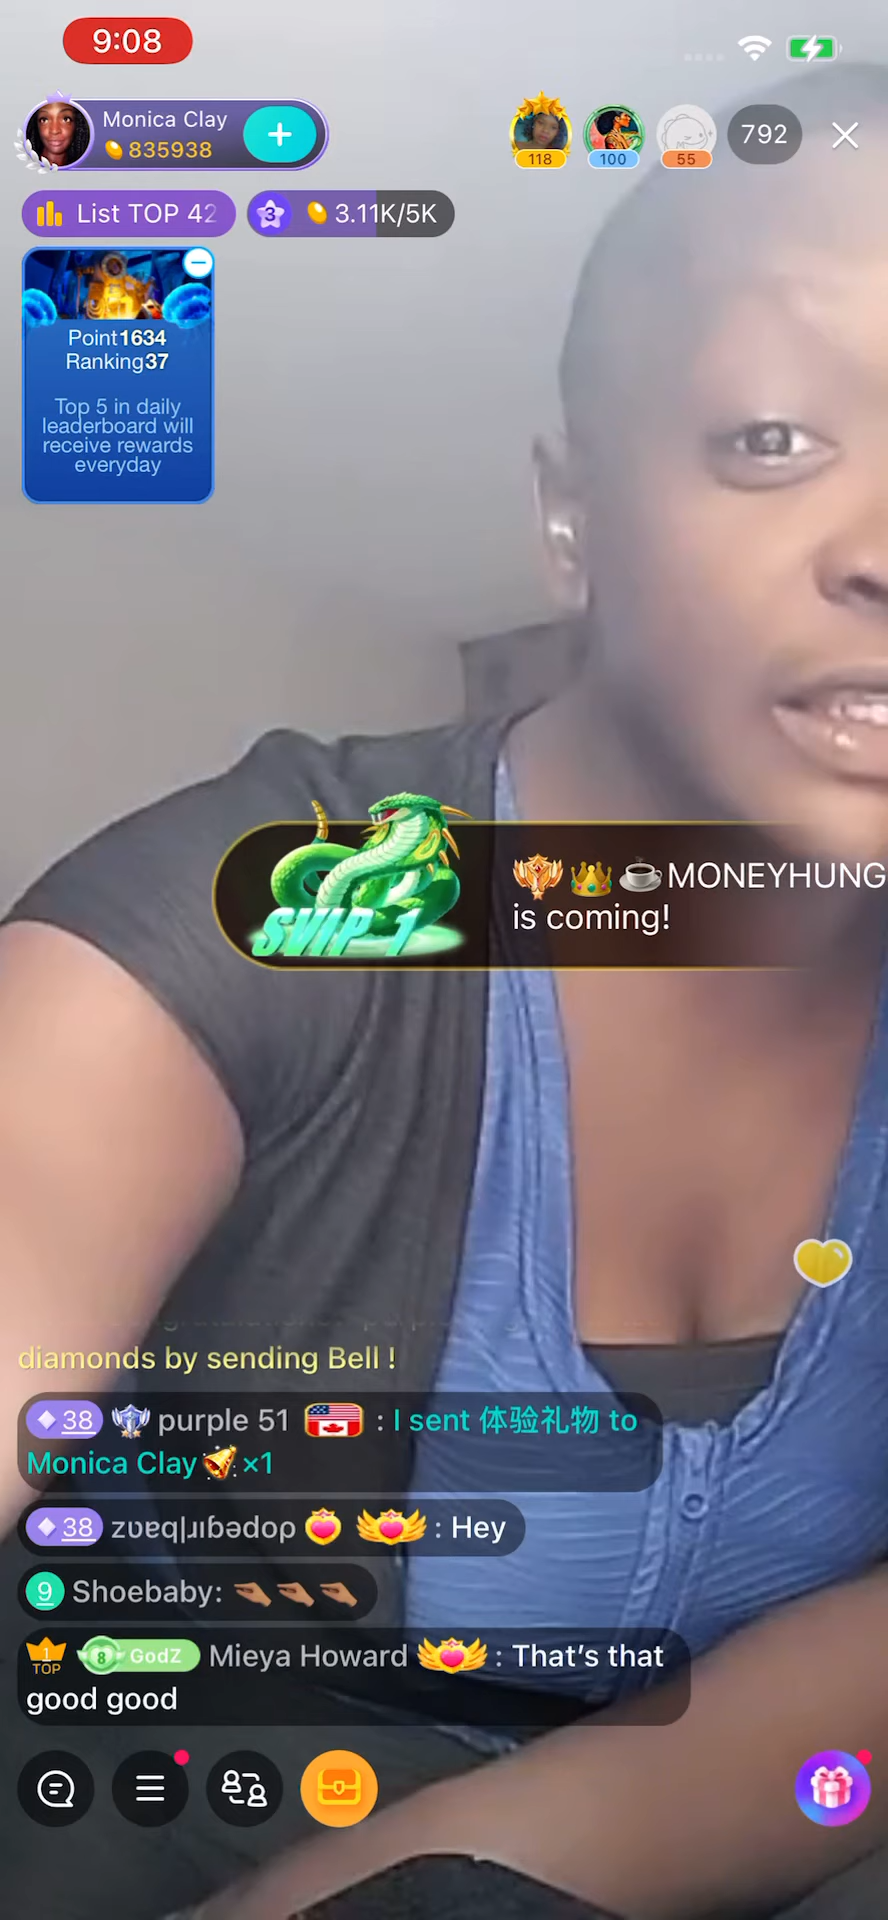 9:08
Monica Clay
835938
118
100
55
792
List TOP 42
3
3.11K/5K
Point1634
Ranking37
Top 5 in daily
leaderboard will
receive rewards
everyday
SVIP 1
👑☕MONEYHUNG
is coming!
diamonds by sending Bell !
38 purple 51 🇺🇸🇨🇦 : I sent 体验礼物 to
Monica Clay ×1
38 zʋɐq|ɹıbǝdop : Hey
9 Shoebaby:
1 TOP 8 GodZ Mieya Howard : That's that
good good